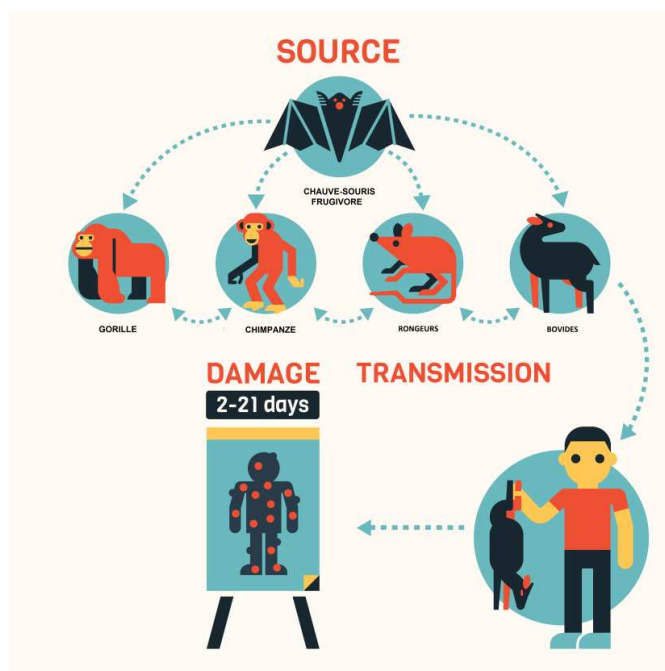 SOURCE
CHAUVE-SOURIS
FRUGIVORE
GORILLE
CHIMPANZE
RONGEURS
BOVIDES
DAMAGE
TRANSMISSION
2-21 days